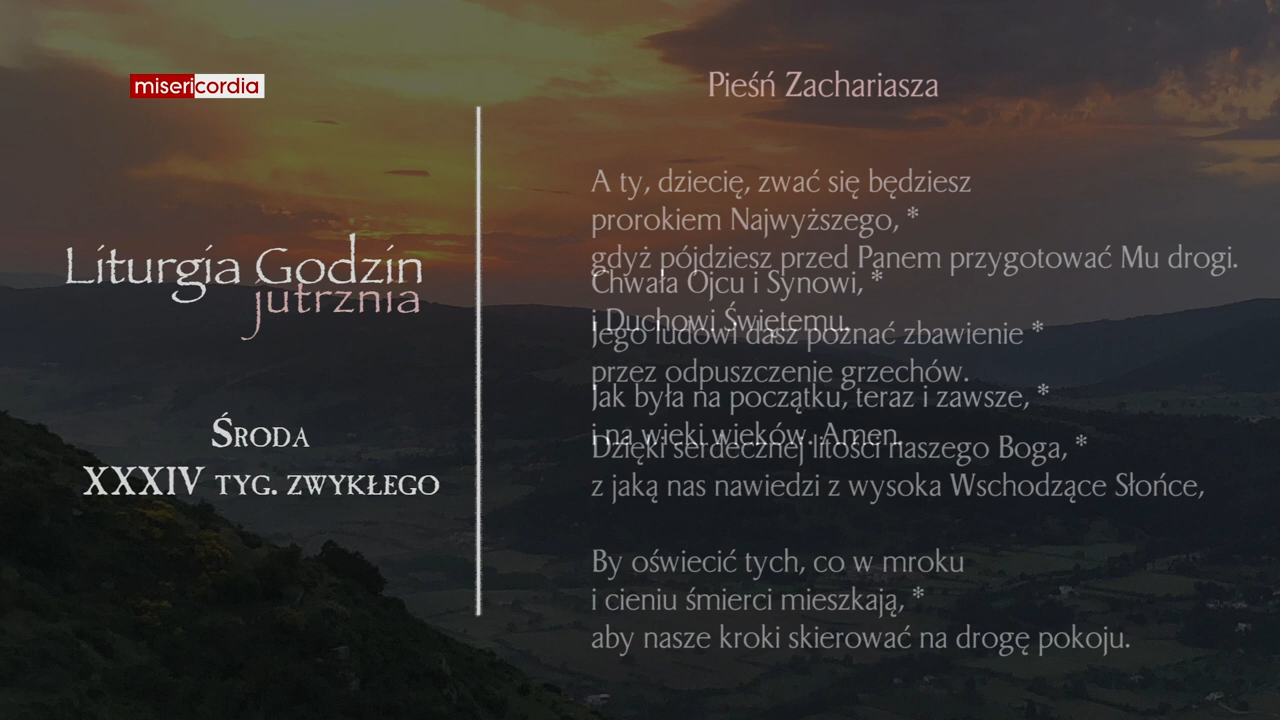 misericordia
Liturgia Godzin
jutrznia
Środa
XXXIV tyg. zwykłego
Pieśń Zachariasza
A ty, dziecię, zwać się będziesz
prorokiem Najwyższego, *
gdyż pójdziesz przed Panem przygotować Mu drogi.
Chwała Ojcu i Synowi, *
i Duchowi Świętemu.
Jego ludowi dasz poznać zbawienie *
przez odpuszczenie grzechów.
Jak była na początku, teraz i zawsze, *
i na wieki wieków. Amen.
Dzięki serdecznej litości naszego Boga, *
z jaką nas nawiedzi z wysoka Wschodzące Słońce,
By oświecić tych, co w mroku
i cieniu śmierci mieszkają, *
aby nasze kroki skierować na drogę pokoju.